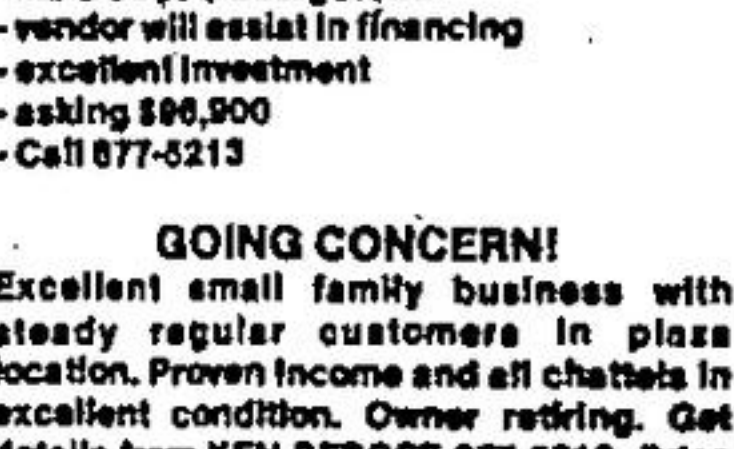 - vendor will assist in financing
- excellent investment
- asking $96,900
- Call 677-5213
GOING CONCERN!
Excellent small family business with
steady regular customers in plaza
location. Proven income and all chattels in
excellent condition. Owner retiring. Get